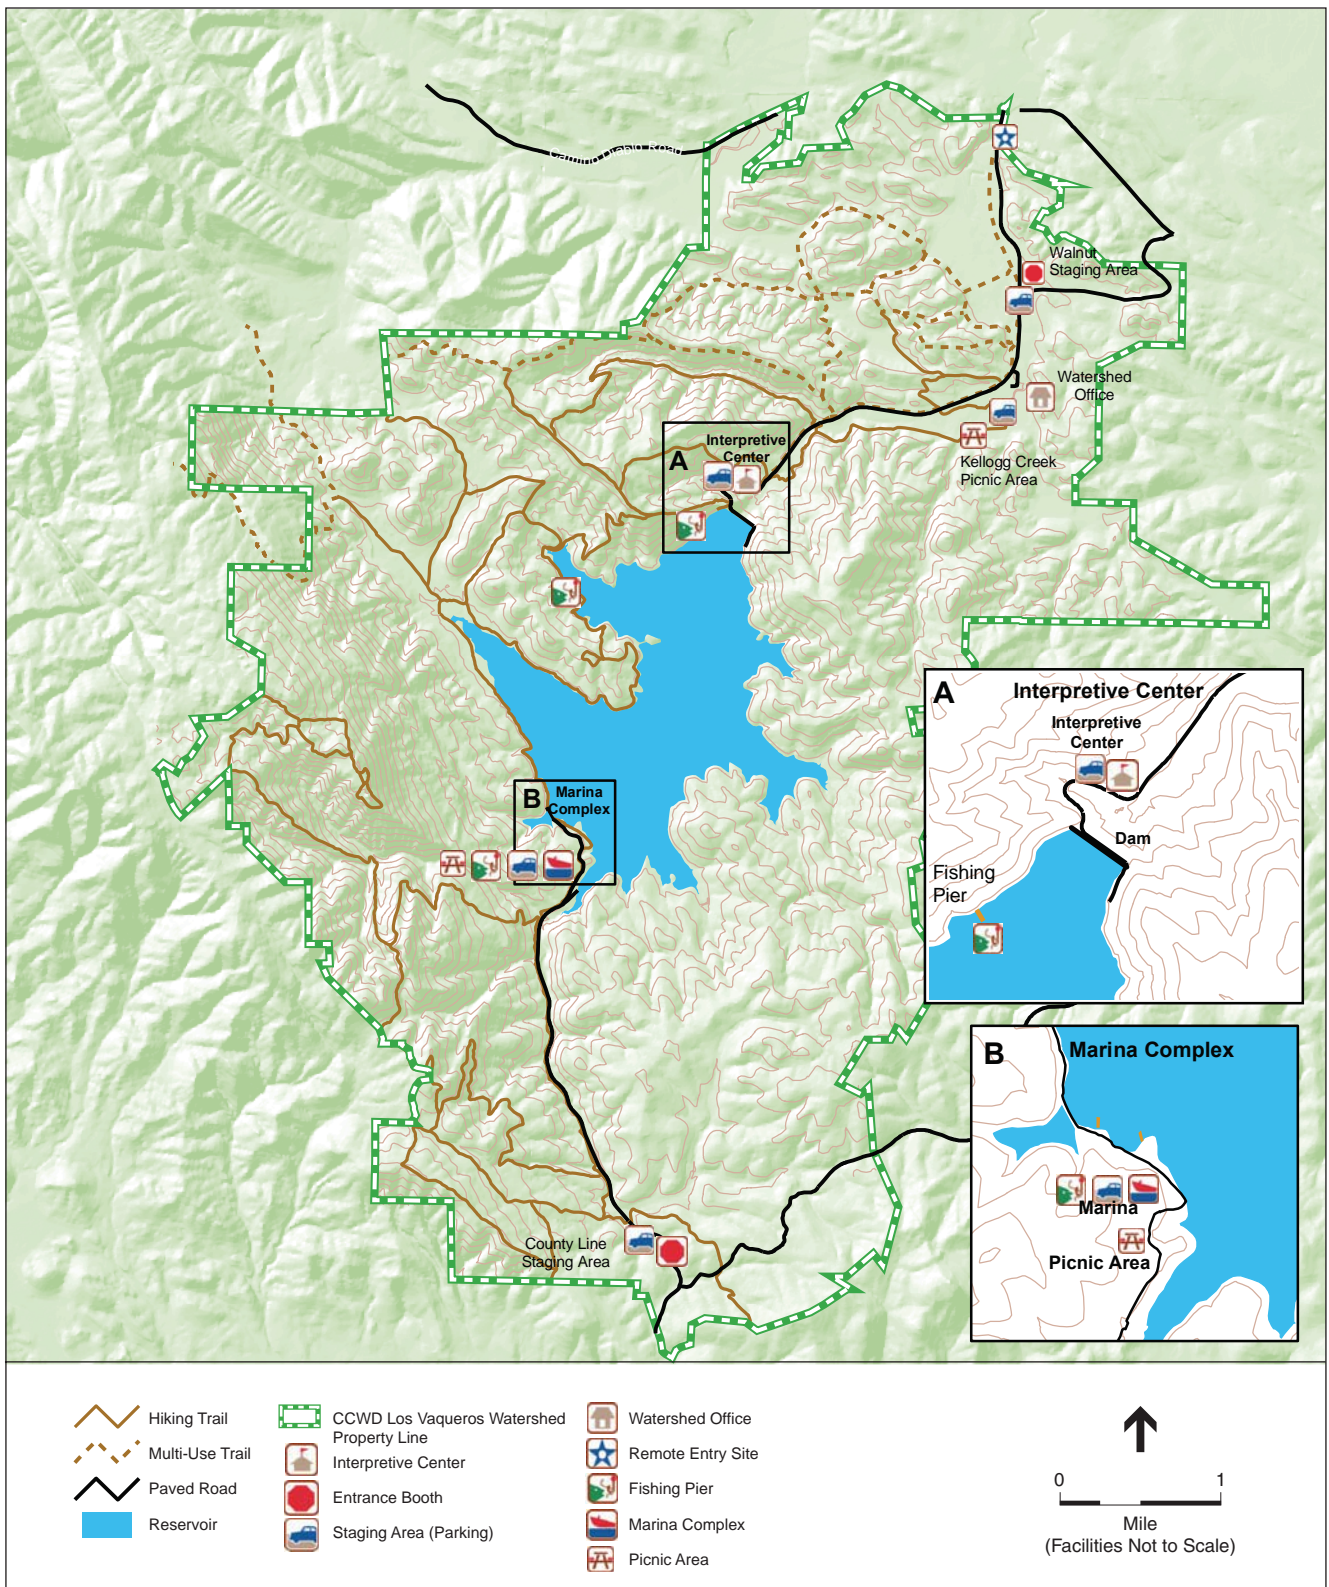 Camino Diablo Road
Walnut
Staging Area
Watershed
Office
Interpretive
Center
A
Kellogg Creek
Picnic Area
A
Interpretive Center
Interpretive
Center
Dam
Fishing
Pier
B
Marina
Complex
B
Marina Complex
Marina
Picnic Area
County Line
Staging Area
Hiking Trail
Multi-Use Trail
Paved Road
Reservoir
CCWD Los Vaqueros Watershed
Property Line
Interpretive Center
Entrance Booth
Staging Area (Parking)
Watershed Office
Remote Entry Site
Fishing Pier
Marina Complex
Picnic Area
0 1
Mile
(Facilities Not to Scale)